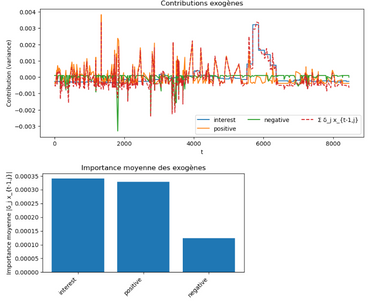 Contributions exogènes
Contribution (variance)
0.004
0.003
0.002
0.001
0.000
−0.001
−0.002
−0.003
interest
positive
negative
Σ δ_j x_{t-1,j}
0
2000
4000
6000
8000
t
Importance moyenne des exogènes
Importance moyenne |δ_j x_{t-1,j}|
0.00035
0.00030
0.00025
0.00020
0.00015
0.00010
0.00005
0.00000
interest
positive
negative